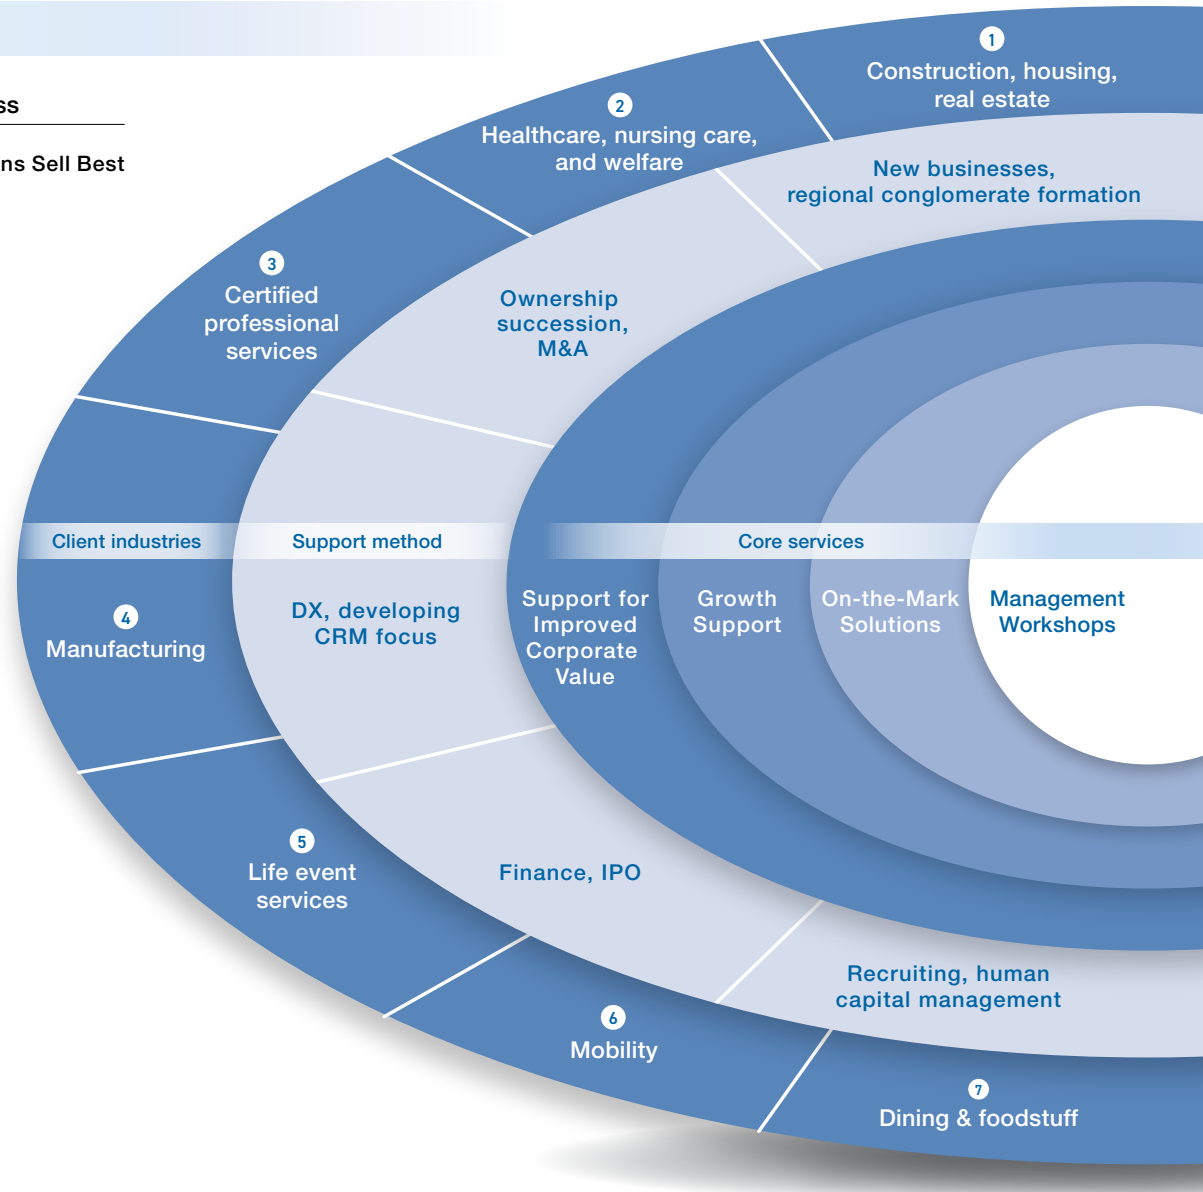 ss
ns Sell Best
1
Construction, housing,
real estate
2
Healthcare, nursing care,
and welfare
New businesses,
regional conglomerate formation
3
Certified
professional
services
Ownership
succession,
M&A
Client industries
Support method
Core services
4
Manufacturing
DX, developing
CRM focus
Support for
Improved
Corporate
Value
Growth
Support
On-the-Mark
Solutions
Management
Workshops
5
Life event
services
Finance, IPO
Recruiting, human
capital management
6
Mobility
7
Dining & foodstuff